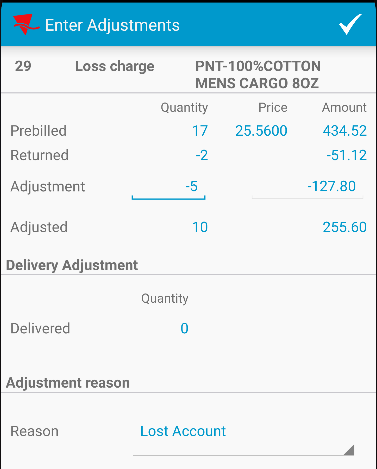 Enter Adjustments
29 Loss charge PNT-100%COTTON
MENS CARGO 8OZ
Quantity Price Amount
Prebilled 17 25.5600 434.52
Returned -2 -51.12
Adjustment -5 -127.80
Adjusted 10 255.60
Delivery Adjustment
Quantity
Delivered 0
Adjustment reason
Reason Lost Account